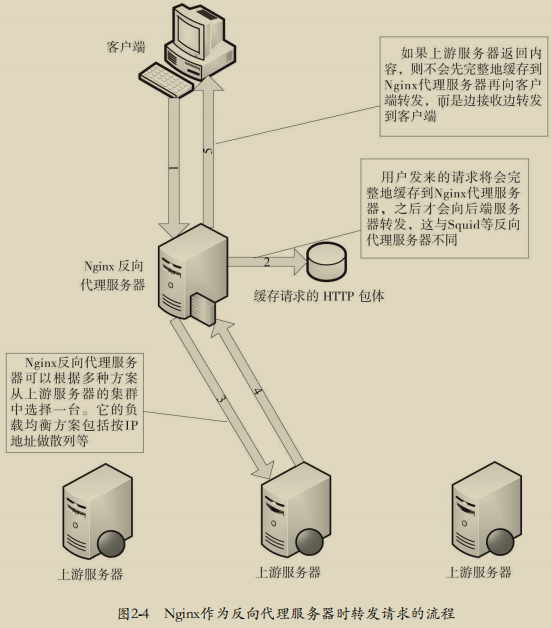 客户端
如果上游服务器返回内
容，则不会先完整地缓存到
Nginx代理服务器再向客户
端转发，而是边接收边转发
到客户端
1
5
用户发来的请求将会完
整地缓存到Nginx代理服务
器，之后才会向后端服务
器转发，这与Squid等反向
代理服务器不同
Nginx 反向
代理服务器
2
缓存请求的 HTTP 包体
Nginx反向代理服务
器可以根据多种方案
从上游服务器的集群
中选择一台。它的负
载均衡方案包括按IP
地址做散列等
3
4
上游服务器
上游服务器
上游服务器
图2-4 Nginx作为反向代理服务器时转发请求的流程